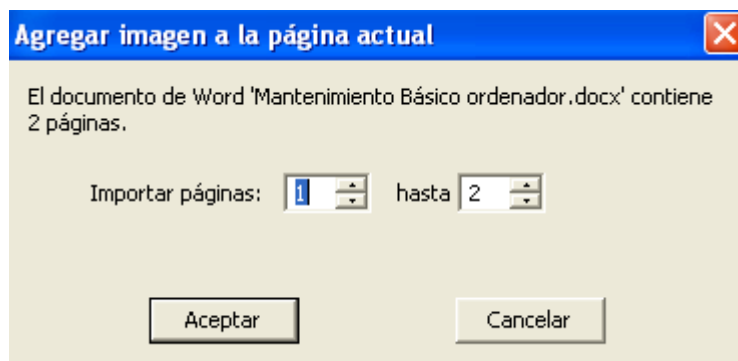 Agregar imagen a la página actual
El documento de Word 'Mantenimiento Básico ordenador.docx' contiene
2 páginas.
Importar páginas: 1 hasta 2
Aceptar Cancelar